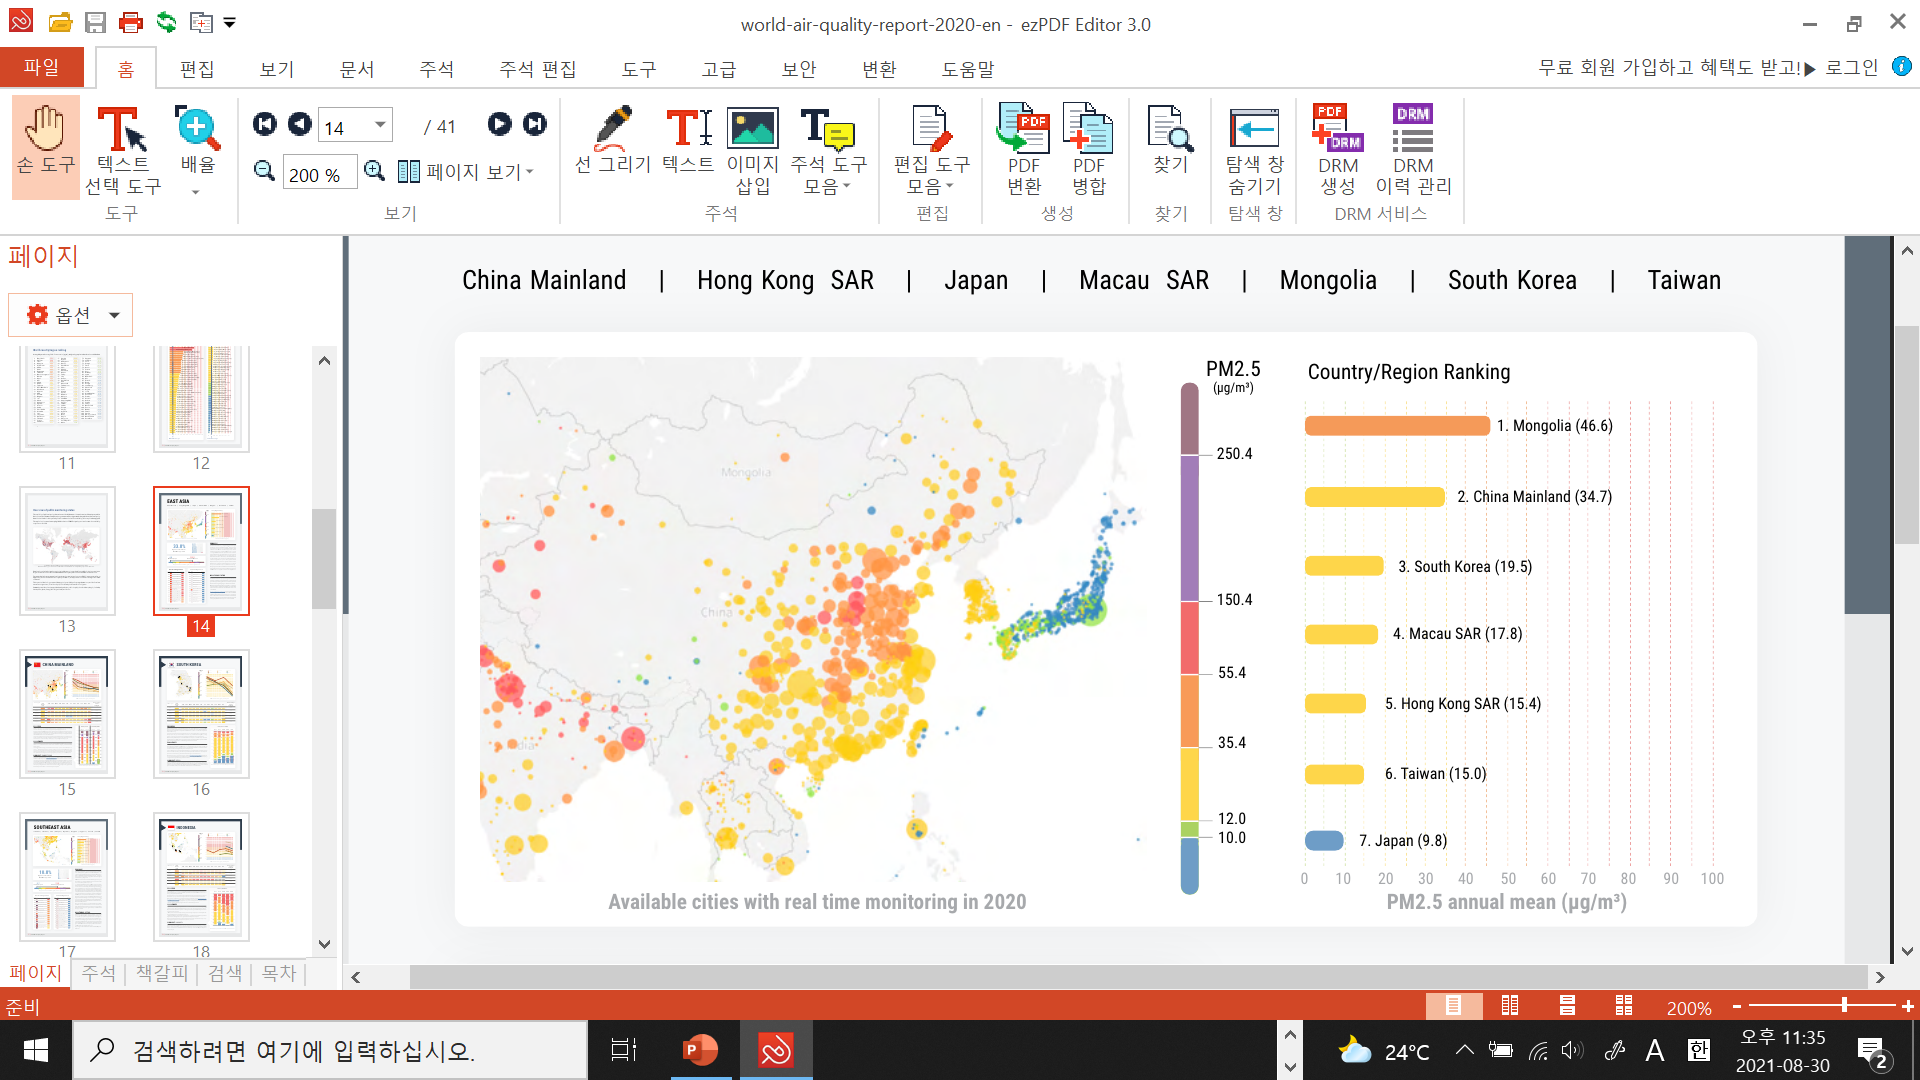 world-air-quality-report-2020-en - ezPDF Editor 3.0
파일 홈 편집 보기 문서 주석 주석 편집 도구 고급 보안 변환 도움말
무료 회원 가입하고 혜택도 받고!▶ 로그인
손 도구
텍스트 선택 도구
배율
도구
14 / 41
200 %
페이지 보기
보기
선 그리기
텍스트
이미지 삽입
주석 도구 모음
주석
편집 도구 모음
편집
PDF 변환
PDF 병합
생성
찾기
찾기
탐색 창 숨기기
탐색 창
DRM 생성
DRM 이력 관리
DRM 서비스
페이지
옵션
11
12
13
EAST ASIA
14
CHINA MAINLAND
15
SOUTH KOREA
16
SOUTHEAST ASIA
17
INDONESIA
18
페이지 주석 책갈피 검색 목차
China Mainland | Hong Kong SAR | Japan | Macau SAR | Mongolia | South Korea | Taiwan
Mongolia
China
PM2.5
(µg/m³)
250.4
150.4
55.4
35.4
12.0
10.0
Available cities with real time monitoring in 2020
Country/Region Ranking
1. Mongolia (46.6)
2. China Mainland (34.7)
3. South Korea (19.5)
4. Macau SAR (17.8)
5. Hong Kong SAR (15.4)
6. Taiwan (15.0)
7. Japan (9.8)
0 10 20 30 40 50 60 70 80 90 100
PM2.5 annual mean (µg/m³)
준비
200%
검색하려면 여기에 입력하십시오.
24°C
A 한
오후 11:35
2021-08-30
2